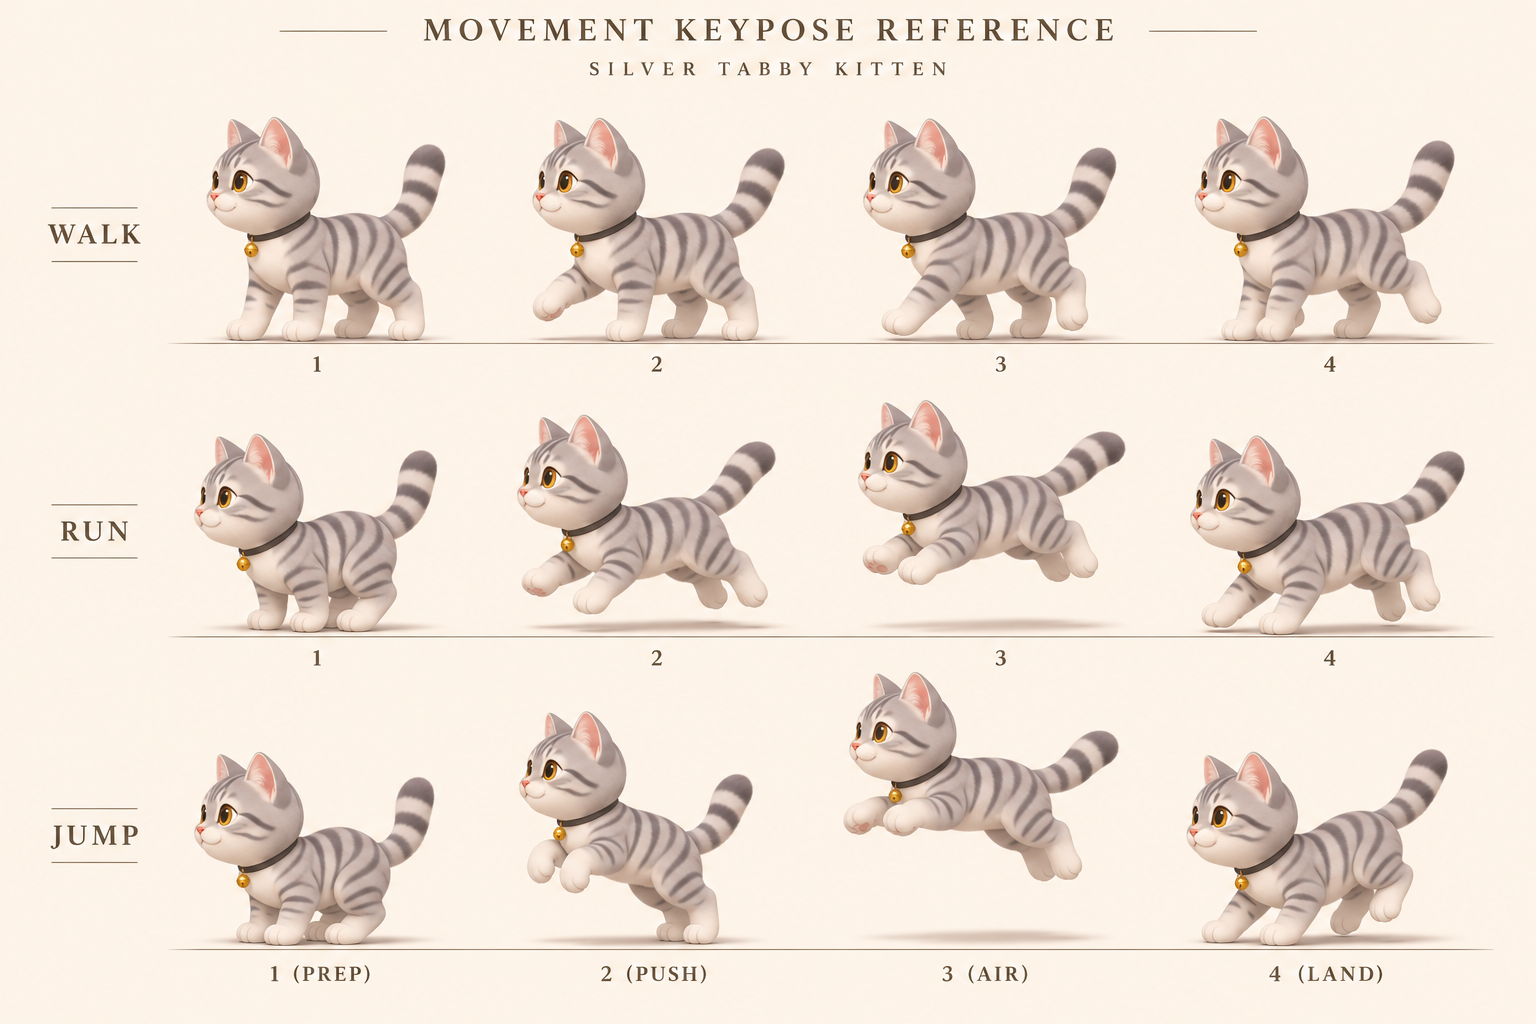 MOVEMENT KEYPOSE REFERENCE
SILVER TABBY KITTEN
WALK
1 2 3 4
RUN
1 2 3 4
JUMP
1 (PREP) 2 (PUSH) 3 (AIR) 4 (LAND)